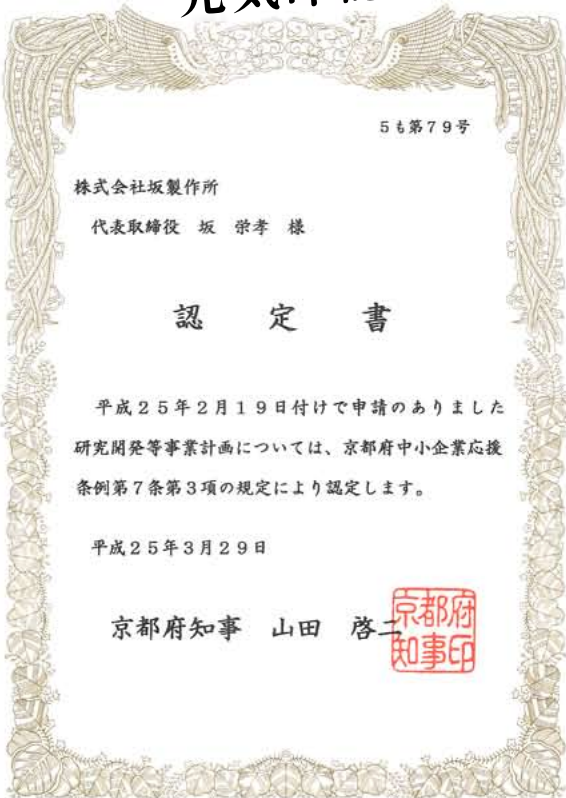 5も第79号
株式会社坂製作所
代表取締役 坂 栄孝 様
認 定 書
平成25年2月19日付けで申請のありました
研究開発等事業計画については、京都府中小企業応援
条例第7条第3項の規定により認定します。
平成25年3月29日
京都府知事 山田 啓二
京都府
知事印